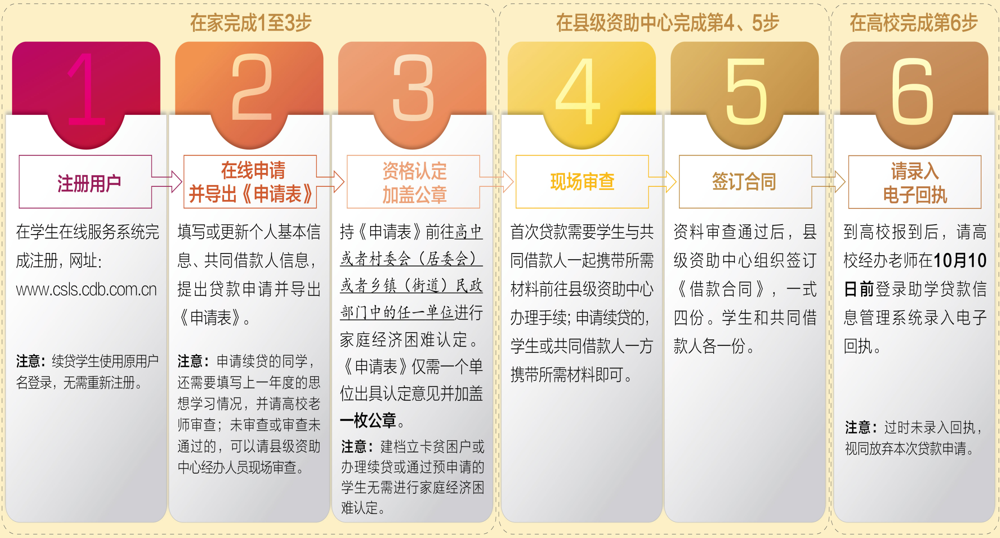 在家完成1至3步
1
注册用户
在学生在线服务系统完
成注册，网址：
www.csls.cdb.com.cn
注意：续贷学生使用原用户
名登录，无需重新注册。
2
在线申请
并导出《申请表》
填写或更新个人基本信
息、共同借款人信息，
提出贷款申请并导出
《申请表》。
注意：申请续贷的同学，
还需要填写上一年度的思
想学习情况，并请高校老
师审查；未审查或审查未
通过的，可以请县级资助
中心经办人员现场审查。
3
资格认定
加盖公章
持《申请表》前往高中
或者村委会（居委会）
或者乡镇（街道）民政
部门中的任一单位进行
家庭经济困难认定。
《申请表》仅需一个单
位出具认定意见并加盖
一枚公章。
注意：建档立卡贫困户或
办理续贷或通过预申请的
学生无需进行家庭经济困
难认定。
在县级资助中心完成第4、5步
4
现场审查
首次贷款需要学生与共
同借款人一起携带所需
材料前往县级资助中心
办理手续；申请续贷的，
学生或共同借款人一方
携带所需材料即可。
5
签订合同
资料审查通过后，县
级资助中心组织签订
《借款合同》，一式
四份。学生和共同借
款人各一份。
在高校完成第6步
6
请录入
电子回执
到高校报到后，请高
校经办老师在10月10
日前登录助学贷款信
息管理系统录入电子
回执。
注意：过时未录入回执，
视同放弃本次贷款申请。